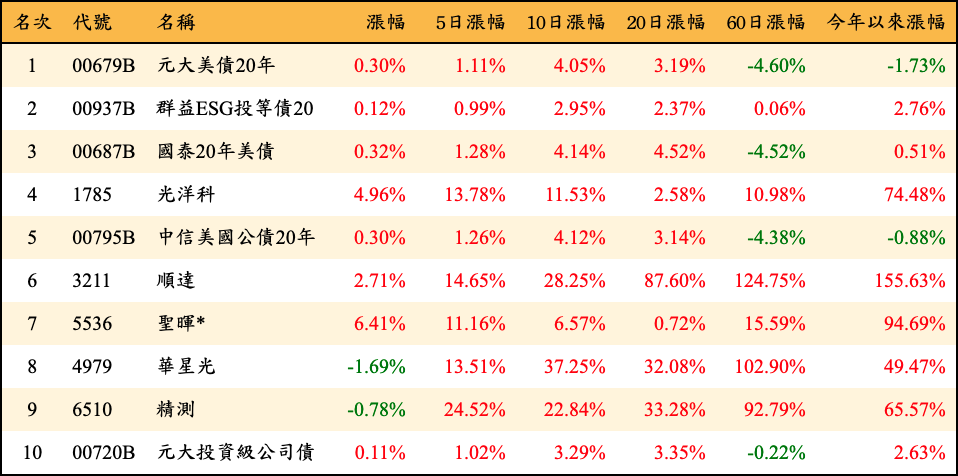 名次 代號 名稱 漲幅 5日漲幅 10日漲幅 20日漲幅 60日漲幅 今年以來漲幅
1 00679B 元大美債20年 0.30% 1.11% 4.05% 3.19% -4.60% -1.73%
2 00937B 群益ESG投等債20 0.12% 0.99% 2.95% 2.37% 0.06% 2.76%
3 00687B 國泰20年美債 0.32% 1.28% 4.14% 4.52% -4.52% 0.51%
4 1785 光洋科 4.96% 13.78% 11.53% 2.58% 10.98% 74.48%
5 00795B 中信美國公債20年 0.30% 1.26% 4.12% 3.14% -4.38% -0.88%
6 3211 順達 2.71% 14.65% 28.25% 87.60% 124.75% 155.63%
7 5536 聖暉* 6.41% 11.16% 6.57% 0.72% 15.59% 94.69%
8 4979 華星光 -1.69% 13.51% 37.25% 32.08% 102.90% 49.47%
9 6510 精測 -0.78% 24.52% 22.84% 33.28% 92.79% 65.57%
10 00720B 元大投資級公司債 0.11% 1.02% 3.29% 3.35% -0.22% 2.63%